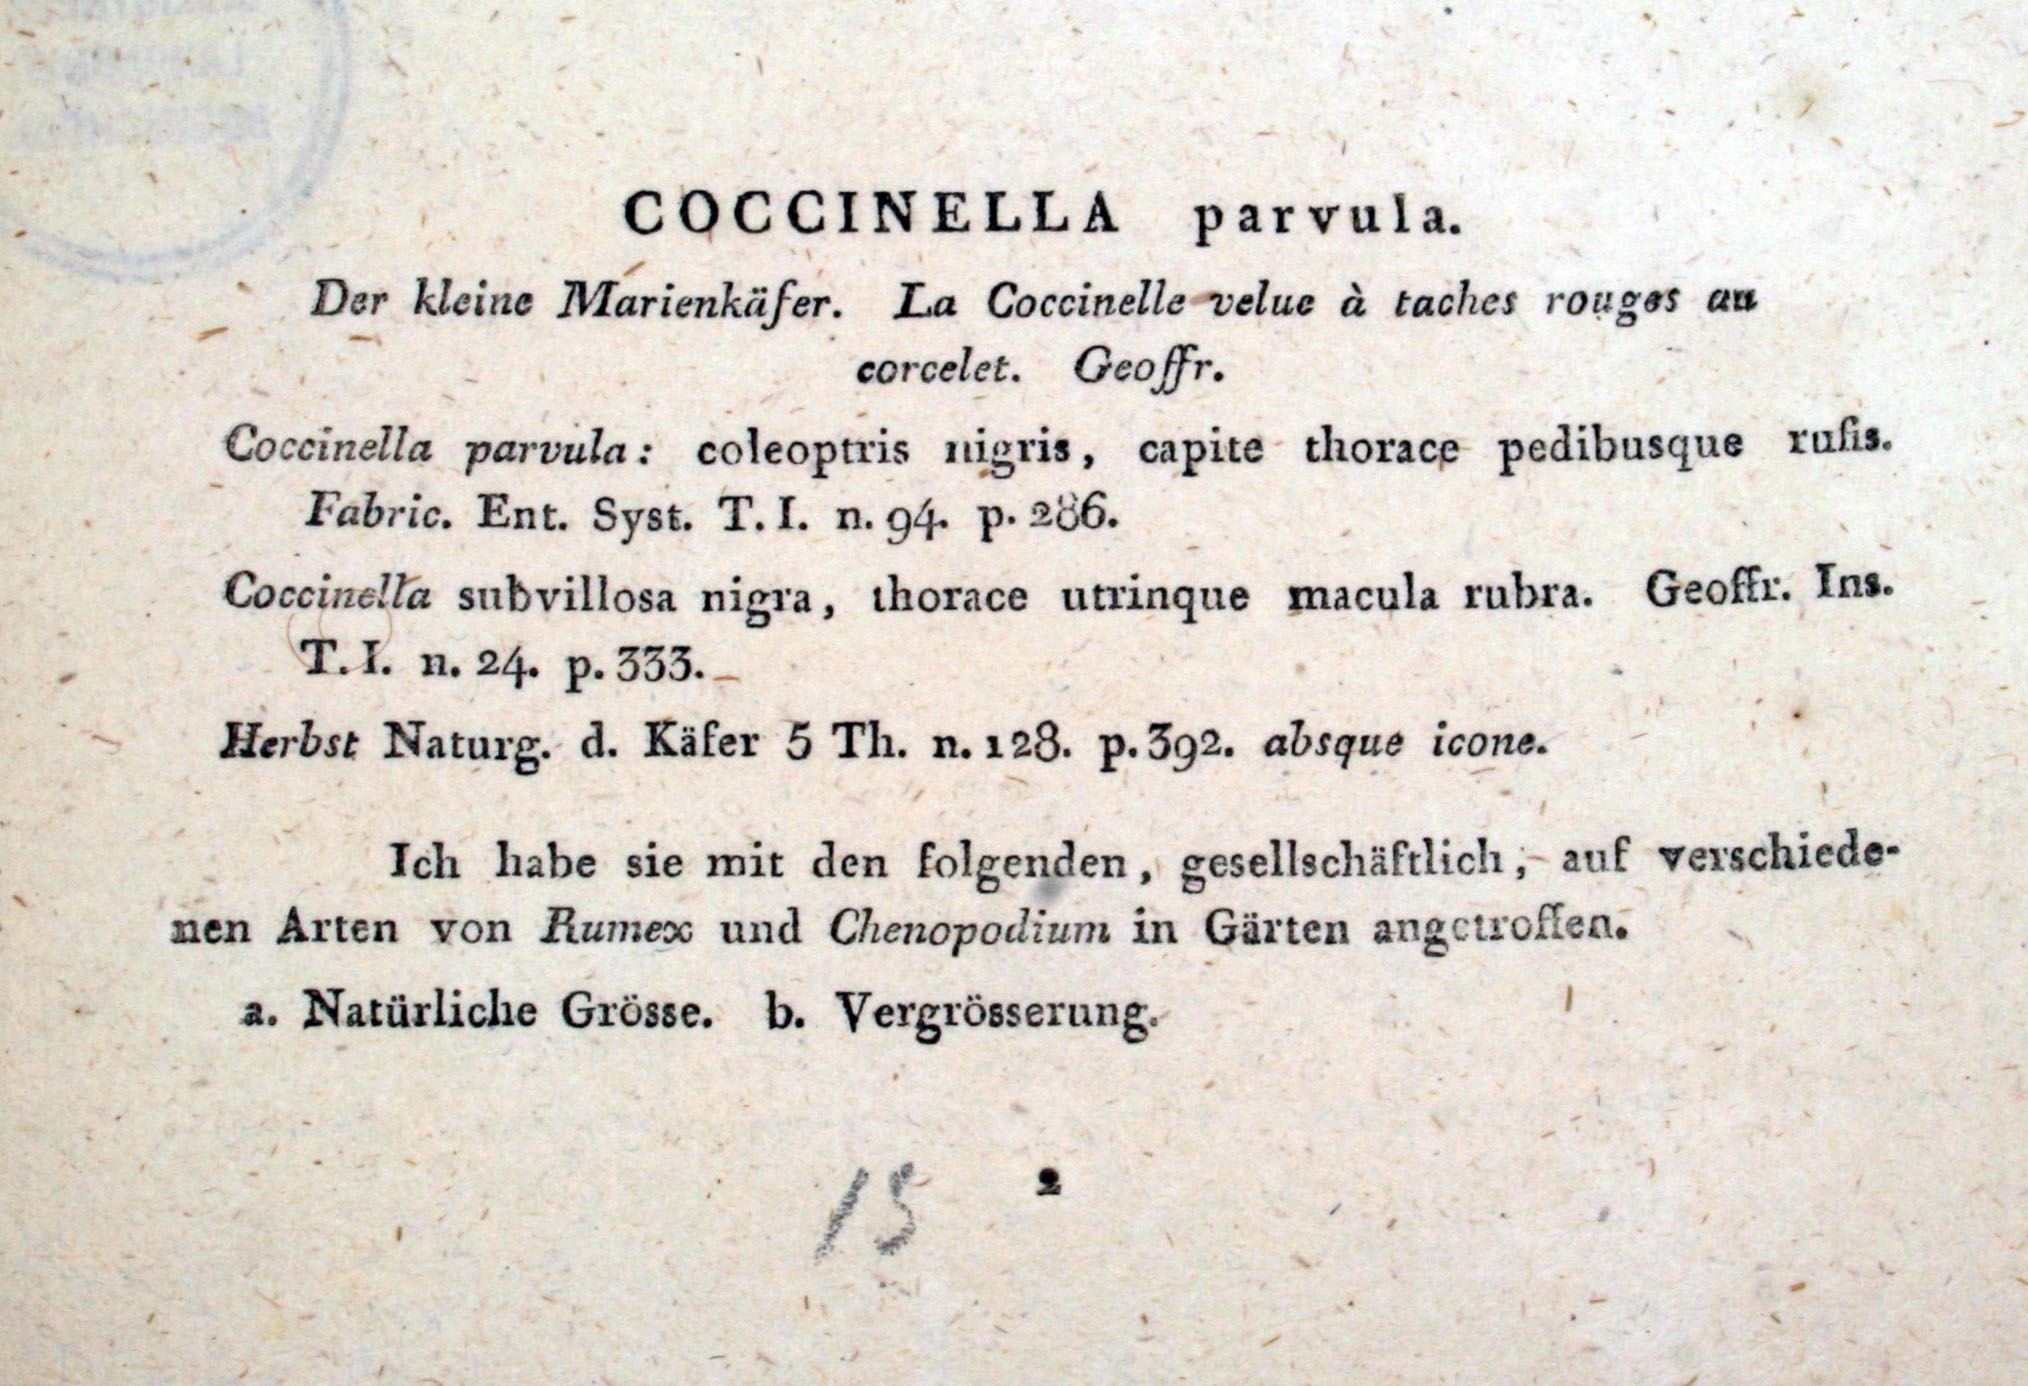 COCCINELLA parvula.
Der kleine Marienkäfer. La Coccinelle velue à taches rouges au
corcelet. Geoffr.
Coccinella parvula: coleoptris nigris, capite thorace pedibusque rufis.
Fabric. Ent. Syst. T. I. n. 94. p. 286.
Coccinella subvillosa nigra, thorace utrinque macula rubra. Geoffr. Ins.
T. I. n. 24. p. 333.
Herbst Naturg. d. Käfer 5 Th. n. 128. p. 392. absque icone.
Ich habe sie mit den folgenden, gesellschäftlich, auf verschiede-
nen Arten von Rumex und Chenopodium in Gärten angetroffen.
a. Natürliche Grösse. b. Vergrösserung.
15 2